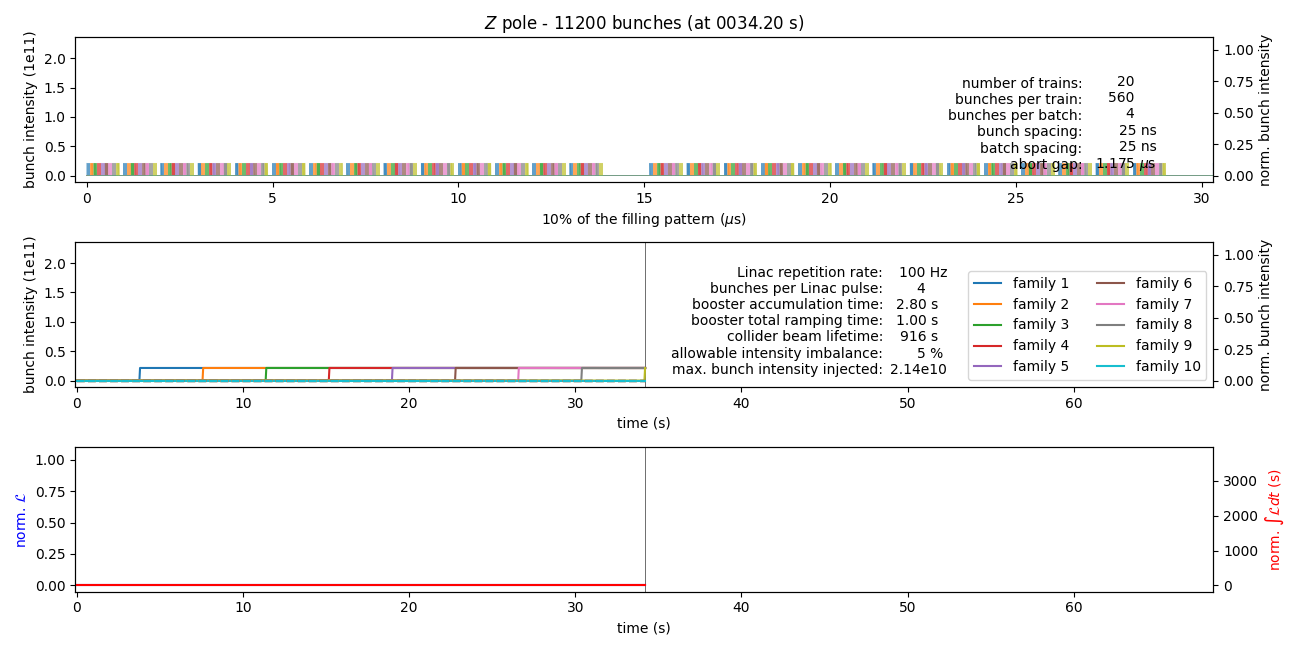 Z pole - 11200 bunches (at 0034.20 s)
bunch intensity (1e11)
2.0
1.5
1.0
0.5
0.0
number of trains: 20
bunches per train: 560
bunches per batch: 4
bunch spacing: 25 ns
batch spacing: 25 ns
abort gap: 1.175 μs
1.00
0.75
0.50
0.25
0.00
norm. bunch intensity
0 5 10 15 20 25 30
10% of the filling pattern (μs)
bunch intensity (1e11)
2.0
1.5
1.0
0.5
0.0
Linac repetition rate: 100 Hz
bunches per Linac pulse: 4
booster accumulation time: 2.80 s
booster total ramping time: 1.00 s
collider beam lifetime: 916 s
allowable intensity imbalance: 5 %
max. bunch intensity injected: 2.14e10
family 1 family 6
family 2 family 7
family 3 family 8
family 4 family 9
family 5 family 10
1.00
0.75
0.50
0.25
0.00
norm. bunch intensity
0 10 20 30 40 50 60
time (s)
norm. ℒ
1.00
0.75
0.50
0.25
0.00
3000
2000
1000
0
norm. ∫ℒdt (s)
0 10 20 30 40 50 60
time (s)